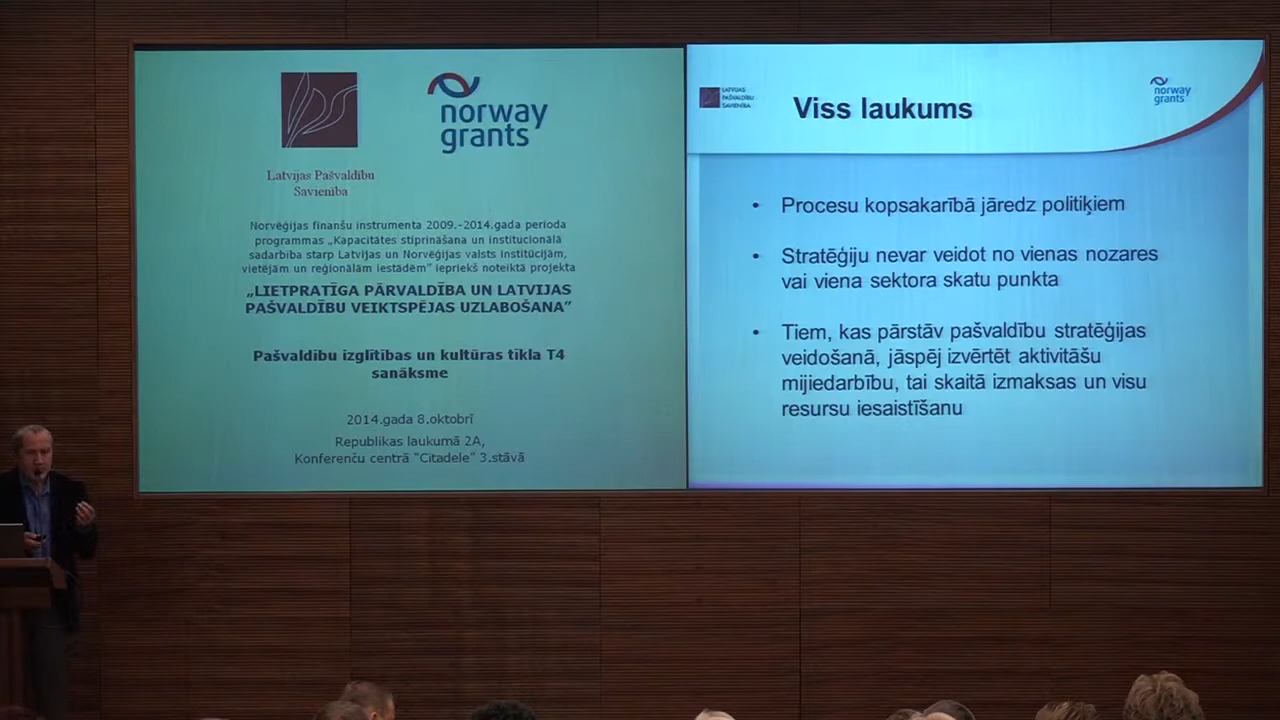 norway
grants
Latvijas Pašvaldību
Savienība
Norvēģijas finanšu instrumenta 2009.-2014.gada perioda
programmas „Kapacitātes stiprināšana un institucionālā
sadarbība starp Latvijas un Norvēģijas valsts institūcijām,
vietējām un reģionālām iestādēm” iepriekš noteiktā projekta
„LIETPRATĪGA PĀRVALDĪBA UN LATVIJAS
PAŠVALDĪBU VEIKTSPĒJAS UZLABOŠANA”
Pašvaldību izglītības un kultūras tīkla T4
sanāksme
2014.gada 8.oktobrī
Republikas laukumā 2A,
Konferenču centrā “Citadele” 3.stāvā
LATVIJAS
PAŠVALDĪBU
SAVIENĪBA
Viss laukums
norway
grants
• Procesu kopsakarībā jāredz politiķiem
• Stratēģiju nevar veidot no vienas nozares
vai viena sektora skatu punkta
• Tiem, kas pārstāv pašvaldību stratēģijas
veidošanā, jāspēj izvērtēt aktivitāšu
mijiedarbību, tai skaitā izmaksas un visu
resursu iesaistīšanu